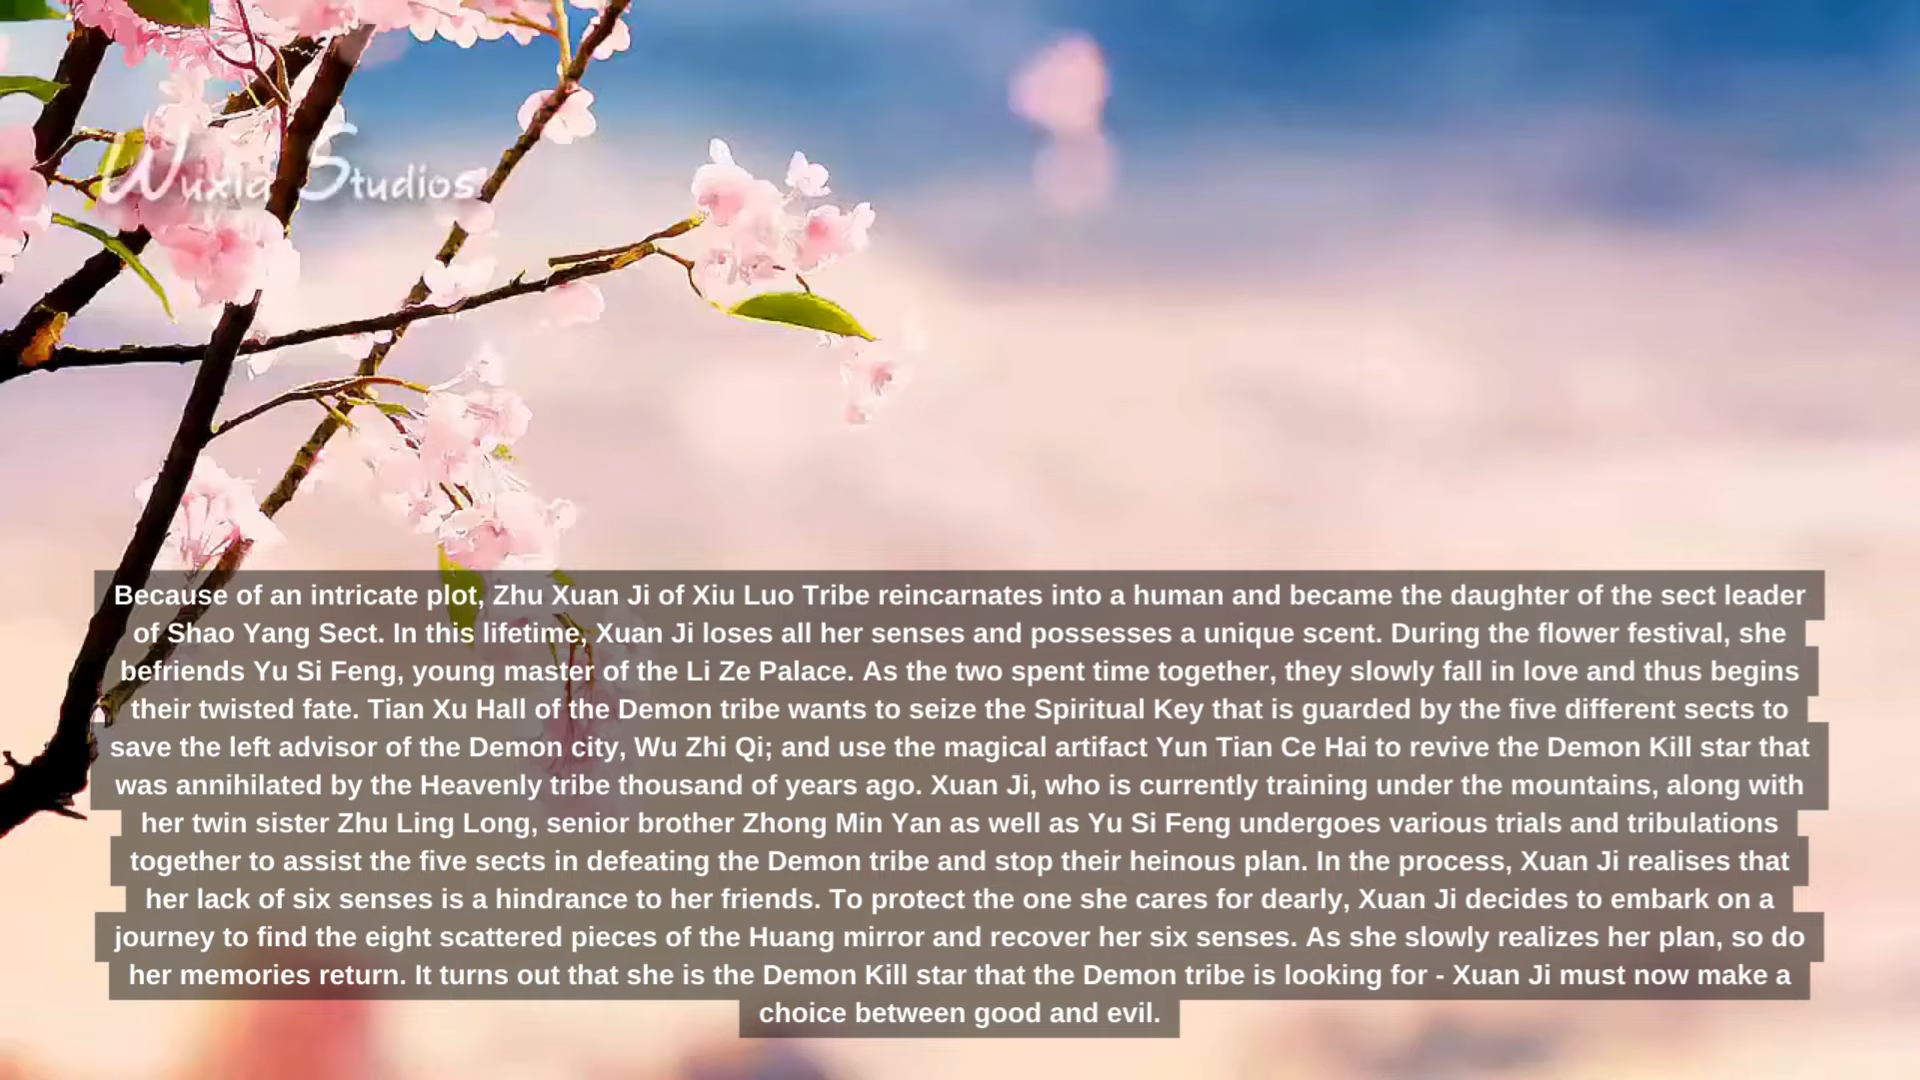 Wuxia Studios
Because of an intricate plot, Zhu Xuan Ji of Xiu Luo Tribe reincarnates into a human and became the daughter of the sect leader
of Shao Yang Sect. In this lifetime, Xuan Ji loses all her senses and possesses a unique scent. During the flower festival, she
befriends Yu Si Feng, young master of the Li Ze Palace. As the two spent time together, they slowly fall in love and thus begins
their twisted fate. Tian Xu Hall of the Demon tribe wants to seize the Spiritual Key that is guarded by the five different sects to
save the left advisor of the Demon city, Wu Zhi Qi; and use the magical artifact Yun Tian Ce Hai to revive the Demon Kill star that
was annihilated by the Heavenly tribe thousand of years ago. Xuan Ji, who is currently training under the mountains, along with
her twin sister Zhu Ling Long, senior brother Zhong Min Yan as well as Yu Si Feng undergoes various trials and tribulations
together to assist the five sects in defeating the Demon tribe and stop their heinous plan. In the process, Xuan Ji realises that
her lack of six senses is a hindrance to her friends. To protect the one she cares for dearly, Xuan Ji decides to embark on a
journey to find the eight scattered pieces of the Huang mirror and recover her six senses. As she slowly realizes her plan, so do
her memories return. It turns out that she is the Demon Kill star that the Demon tribe is looking for - Xuan Ji must now make a
choice between good and evil.